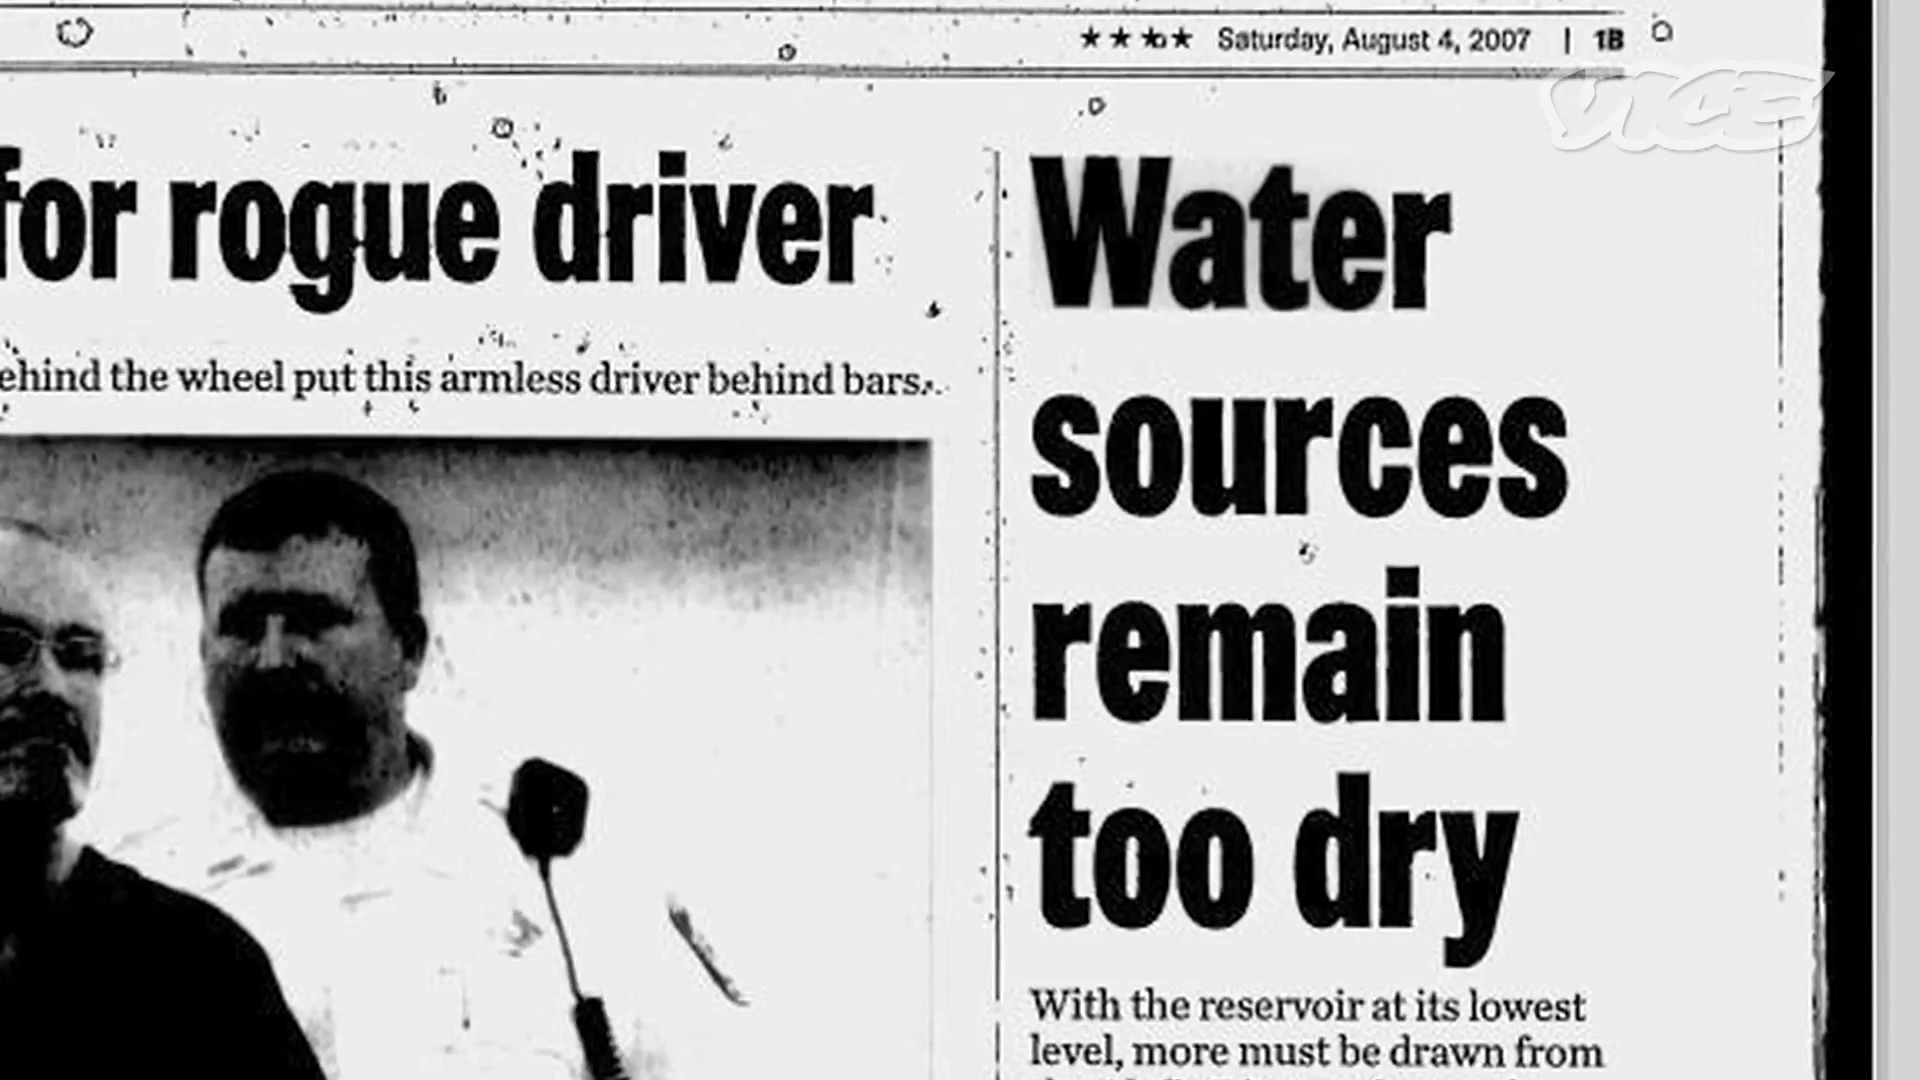 ★★★★ Saturday, August 4, 2007 | 1B
VICE
for rogue driver
ehind the wheel put this armless driver behind bars.
Water
sources
remain
too dry
With the reservoir at its lowest
level, more must be drawn from